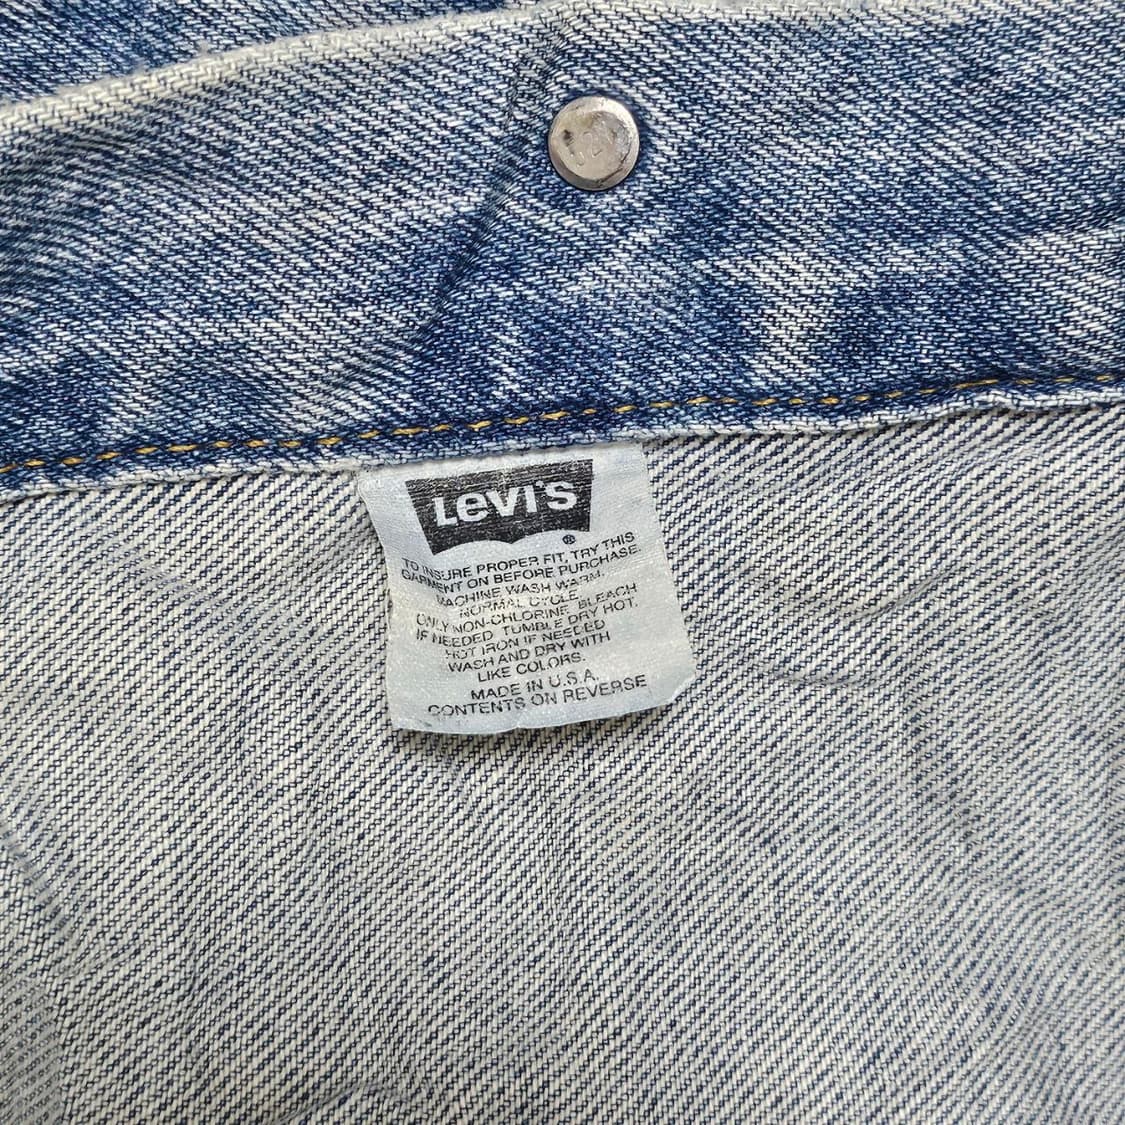 527
LEVI'S
®
TO INSURE PROPER FIT, TRY THIS
GARMENT ON BEFORE PURCHASE.
MACHINE WASH WARM,
NORMAL CYCLE.
ONLY NON-CHLORINE BLEACH
IF NEEDED TUMBLE DRY HOT.
HOT IRON IF NEEDED
WASH AND DRY WITH
LIKE COLORS.
MADE IN U.S.A.
CONTENTS ON REVERSE